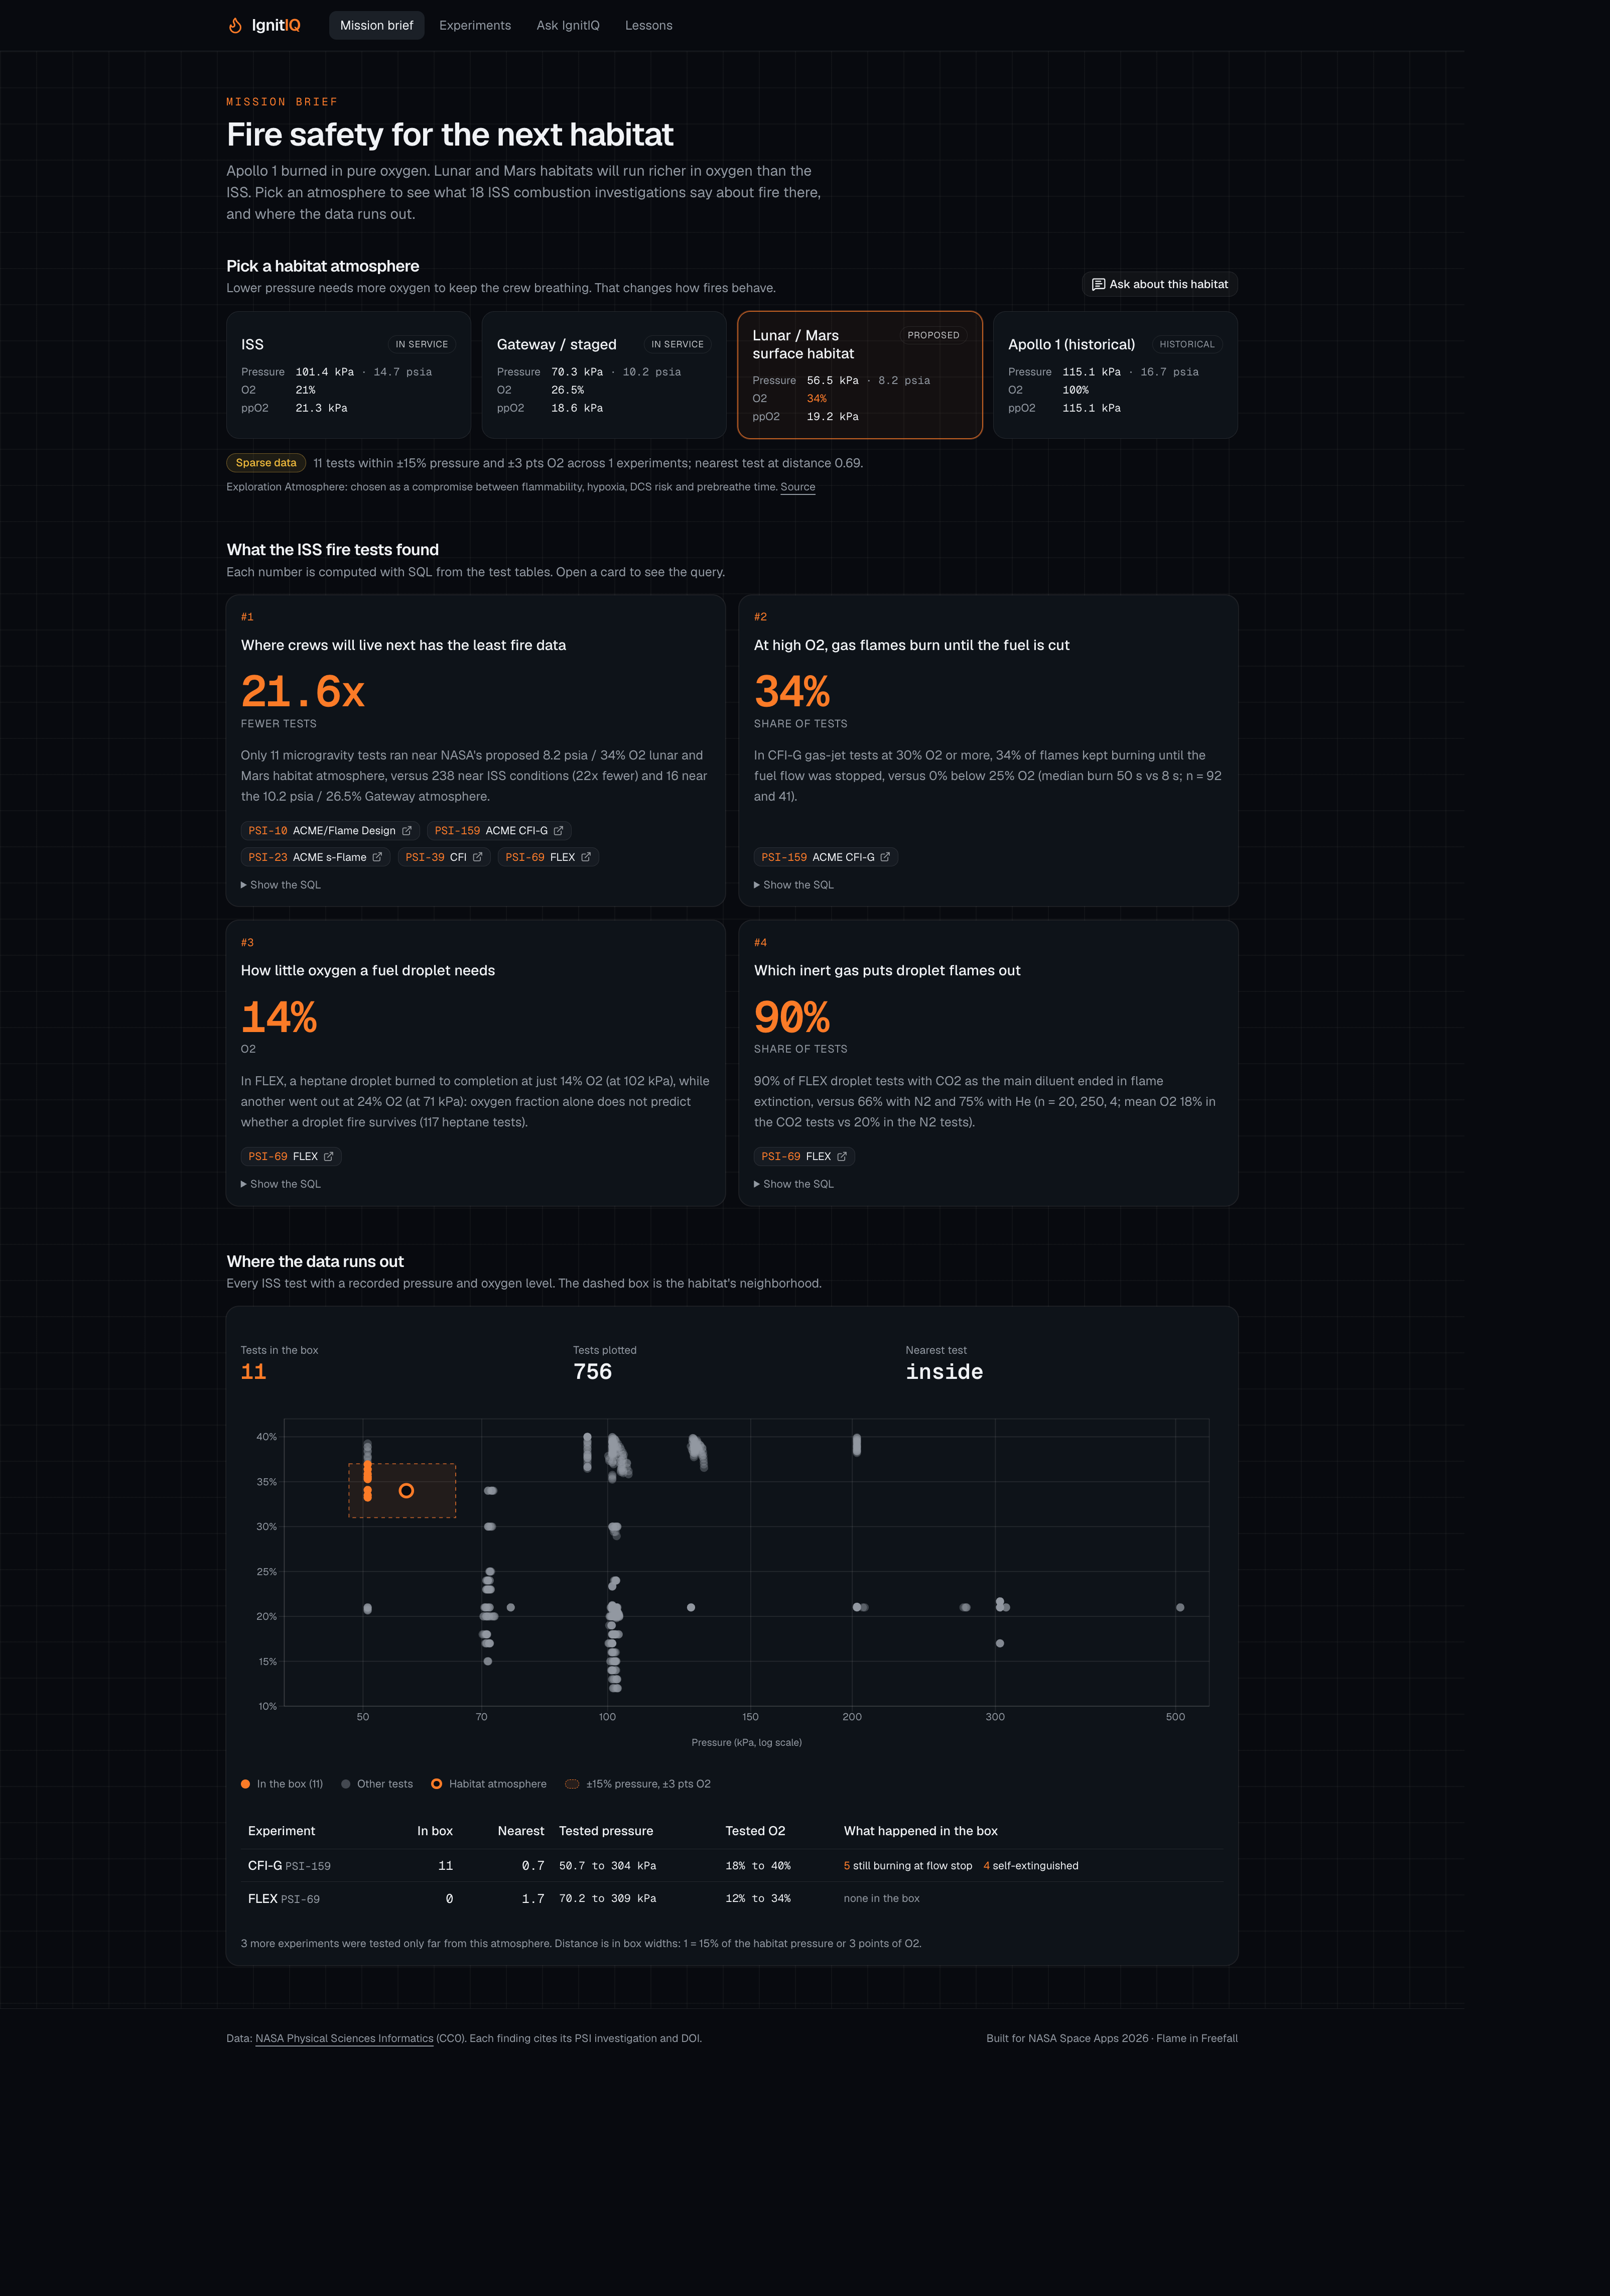 IgnitIQ
Mission brief
Experiments
Ask IgnitIQ
Lessons
MISSION BRIEF
Fire safety for the next habitat
Apollo 1 burned in pure oxygen. Lunar and Mars habitats will run richer in oxygen than the
ISS. Pick an atmosphere to see what 18 ISS combustion investigations say about fire there,
and where the data runs out.
Pick a habitat atmosphere
Lower pressure needs more oxygen to keep the crew breathing. That changes how fires behave.
Ask about this habitat
ISS
IN SERVICE
Pressure 101.4 kPa · 14.7 psia
O2 21%
ppO2 21.3 kPa
Gateway / staged
IN SERVICE
Pressure 70.3 kPa · 10.2 psia
O2 26.5%
ppO2 18.6 kPa
Lunar / Mars
surface habitat
PROPOSED
Pressure 56.5 kPa · 8.2 psia
O2 34%
ppO2 19.2 kPa
Apollo 1 (historical)
HISTORICAL
Pressure 115.1 kPa · 16.7 psia
O2 100%
ppO2 115.1 kPa
Sparse data 11 tests within ±15% pressure and ±3 pts O2 across 1 experiments; nearest test at distance 0.69.
Exploration Atmosphere: chosen as a compromise between flammability, hypoxia, DCS risk and prebreathe time. Source
What the ISS fire tests found
Each number is computed with SQL from the test tables. Open a card to see the query.
#1
Where crews will live next has the least fire data
21.6x
FEWER TESTS
Only 11 microgravity tests ran near NASA's proposed 8.2 psia / 34% O2 lunar and
Mars habitat atmosphere, versus 238 near ISS conditions (22x fewer) and 16 near
the 10.2 psia / 26.5% Gateway atmosphere.
PSI-10 ACME/Flame Design
PSI-159 ACME CFI-G
PSI-23 ACME s-Flame
PSI-39 CFI
PSI-69 FLEX
Show the SQL
#2
At high O2, gas flames burn until the fuel is cut
34%
SHARE OF TESTS
In CFI-G gas-jet tests at 30% O2 or more, 34% of flames kept burning until the
fuel flow was stopped, versus 0% below 25% O2 (median burn 50 s vs 8 s; n = 92
and 41).
PSI-159 ACME CFI-G
Show the SQL
#3
How little oxygen a fuel droplet needs
14%
O2
In FLEX, a heptane droplet burned to completion at just 14% O2 (at 102 kPa), while
another went out at 24% O2 (at 71 kPa): oxygen fraction alone does not predict
whether a droplet fire survives (117 heptane tests).
PSI-69 FLEX
Show the SQL
#4
Which inert gas puts droplet flames out
90%
SHARE OF TESTS
90% of FLEX droplet tests with CO2 as the main diluent ended in flame
extinction, versus 66% with N2 and 75% with He (n = 20, 250, 4; mean O2 18% in
the CO2 tests vs 20% in the N2 tests).
PSI-69 FLEX
Show the SQL
Where the data runs out
Every ISS test with a recorded pressure and oxygen level. The dashed box is the habitat's neighborhood.
Tests in the box
11
Tests plotted
756
Nearest test
inside
40%
35%
30%
25%
20%
15%
10%
50 70 100 150 200 300 500
Pressure (kPa, log scale)
In the box (11) Other tests Habitat atmosphere ±15% pressure, ±3 pts O2
Experiment In box Nearest Tested pressure Tested O2 What happened in the box
CFI-G PSI-159 11 0.7 50.7 to 304 kPa 18% to 40% 5 still burning at flow stop 4 self-extinguished
FLEX PSI-69 0 1.7 70.2 to 309 kPa 12% to 34% none in the box
3 more experiments were tested only far from this atmosphere. Distance is in box widths: 1 = 15% of the habitat pressure or 3 points of O2.
Data: NASA Physical Sciences Informatics (CC0). Each finding cites its PSI investigation and DOI.
Built for NASA Space Apps 2026 · Flame in Freefall